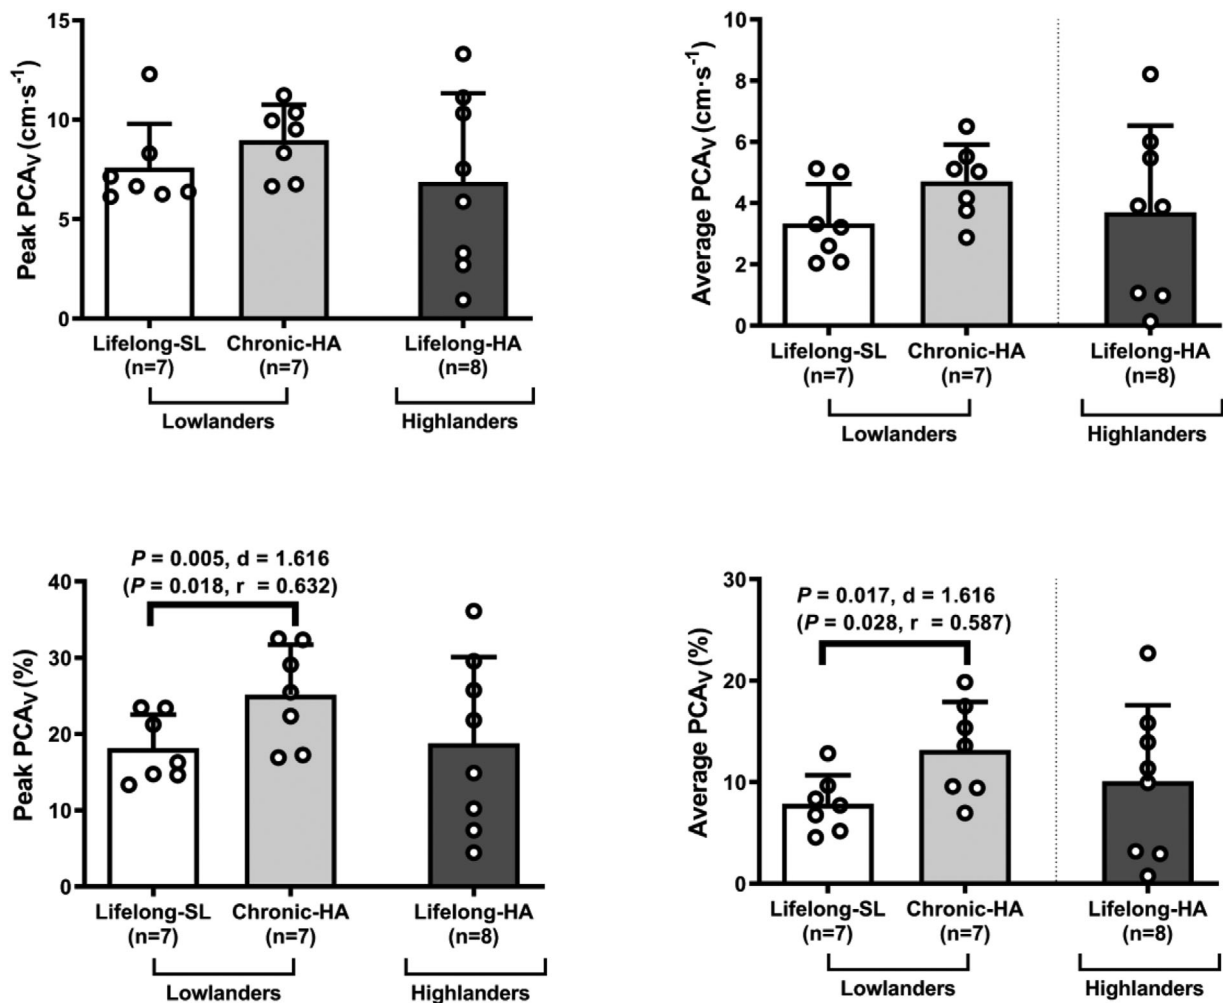 Peak PCAV (cm·s-1)
15
10
5
0
Lifelong-SL
(n=7)
Chronic-HA
(n=7)
Lifelong-HA
(n=8)
Lowlanders
Highlanders
Average PCAV (cm·s-1)
10
8
6
4
2
0
Lifelong-SL
(n=7)
Chronic-HA
(n=7)
Lifelong-HA
(n=8)
Lowlanders
Highlanders
P = 0.005, d = 1.616
(P = 0.018, r = 0.632)
Peak PCAV (%)
40
30
20
10
0
Lifelong-SL
(n=7)
Chronic-HA
(n=7)
Lifelong-HA
(n=8)
Lowlanders
Highlanders
P = 0.017, d = 1.616
(P = 0.028, r = 0.587)
Average PCAV (%)
30
20
10
0
Lifelong-SL
(n=7)
Chronic-HA
(n=7)
Lifelong-HA
(n=8)
Lowlanders
Highlanders